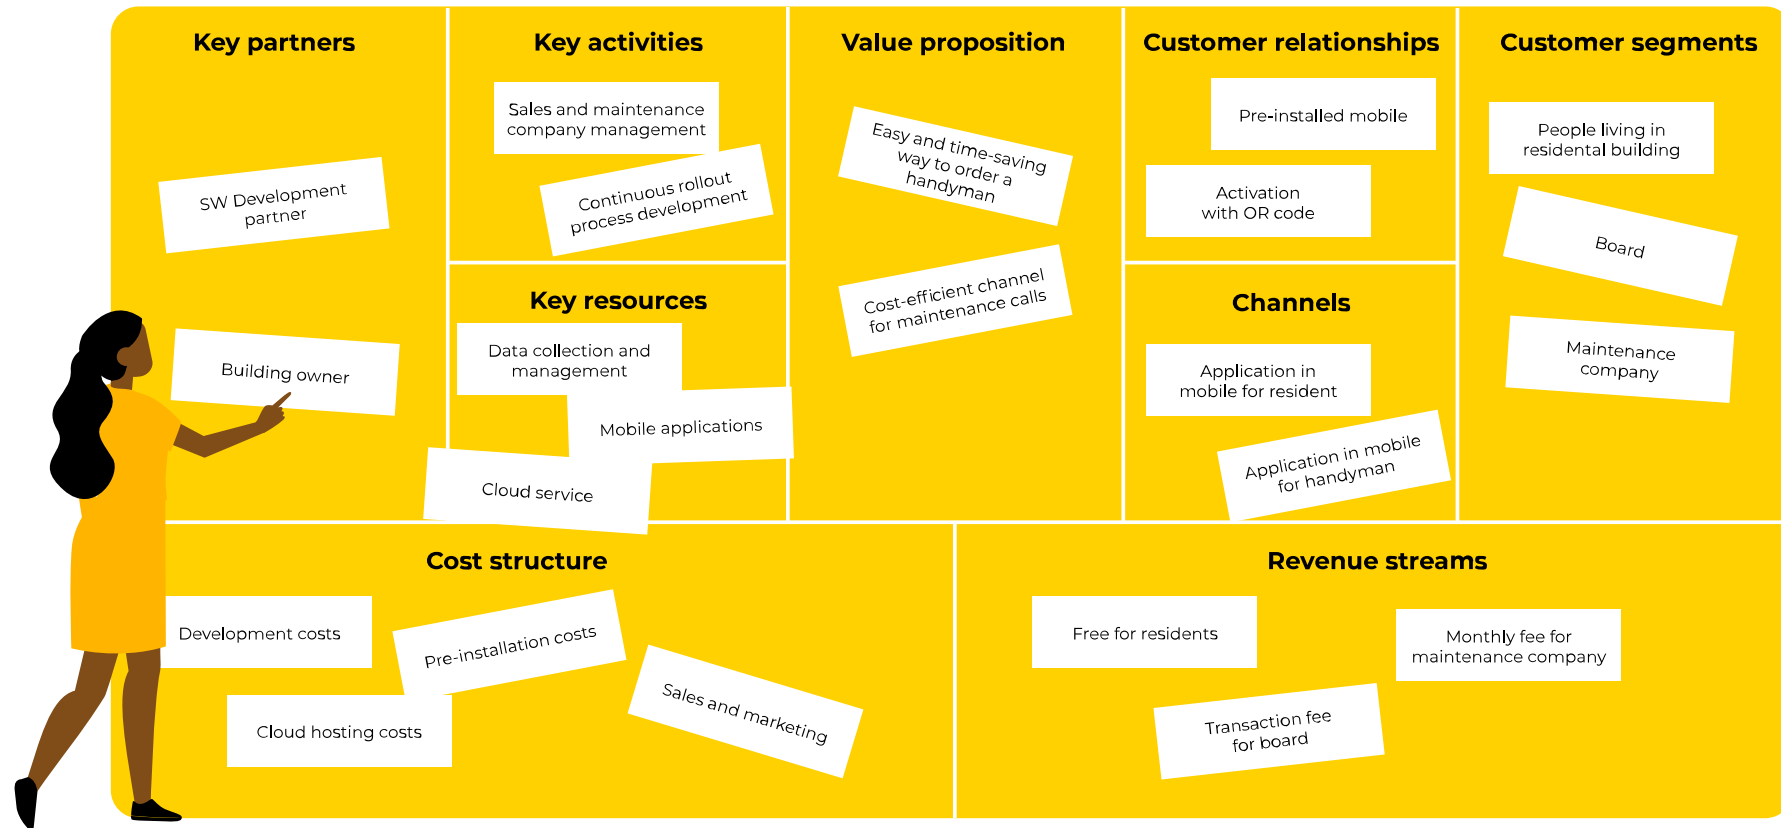 Key partners
SW Development
partner
Building owner
Key activities
Sales and maintenance
company management
Continuous rollout
process development
Key resources
Data collection and
management
Mobile applications
Cloud service
Value proposition
Easy and time-saving
way to order a
handyman
Cost-efficient channel
for maintenance calls
Customer relationships
Pre-installed mobile
Activation
with OR code
Channels
Application in
mobile for resident
Application in mobile
for handyman
Customer segments
People living in
residental building
Board
Maintenance
company
Cost structure
Development costs
Pre-installation costs
Cloud hosting costs
Sales and marketing
Revenue streams
Free for residents
Monthly fee for
maintenance company
Transaction fee
for board